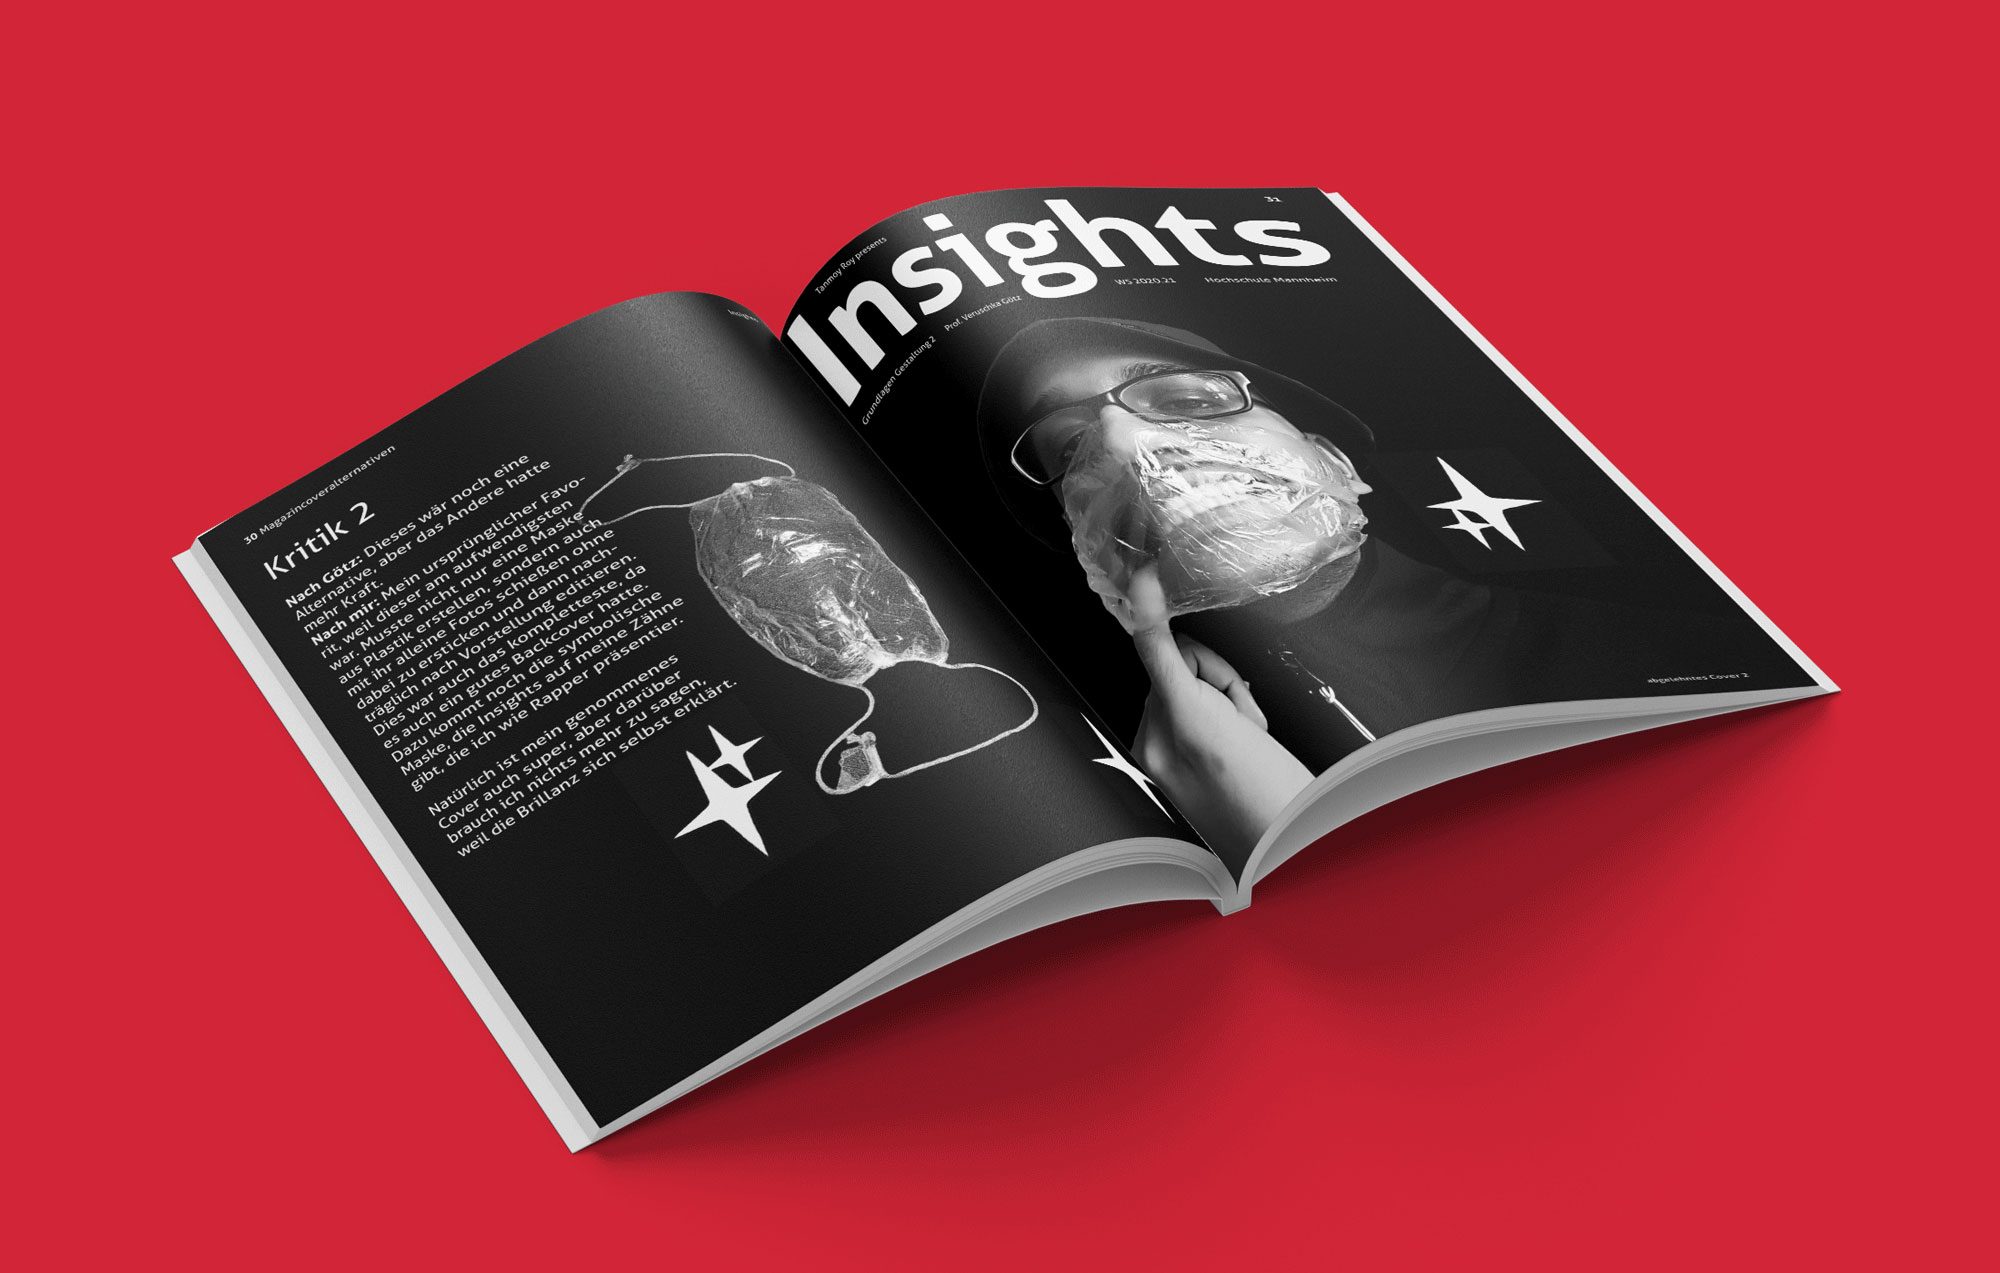 30 Magazincoveralternativen
Insights
Kritik 2
Nach Götz: Dieses wär noch eine
Alternative, aber das Andere hatte
mehr Kraft.
Nach mir: Mein ursprünglicher Favo-
rit, weil dieser am aufwendigsten
war. Musste nicht nur eine Maske
aus Plastik erstellen, sondern auch
mit ihr alleine Fotos schießen ohne
dabei zu ersticken und dann nach-
träglich nach Vorstellung editieren.
Dies war auch das kompletteste, da
es auch ein gutes Backcover hatte.
Dazu kommt noch die symbolische
Maske, die Insights auf meine Zähne
gibt, die ich wie Rapper präsentier.
Natürlich ist mein genommenes
Cover auch super, aber darüber
brauch ich nichts mehr zu sagen,
weil die Brillanz sich selbst erklärt.
31
Tanmoy Roy presents
Insights
Grundlagen Gestaltung 2
Prof. Veruschka Götz
WS 2020.21
Hochschule Mannheim
abgelehntes Cover 2